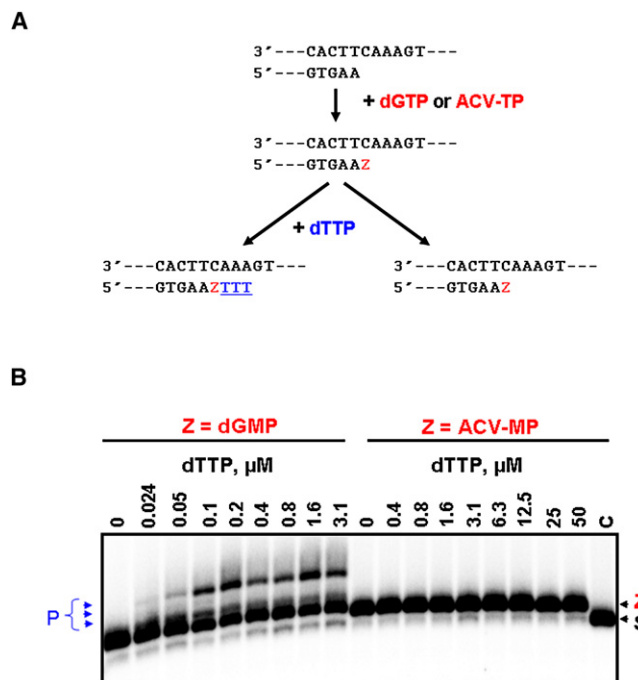 A
3´---CACTTCAAAGT---
5´---GTGAA
+ dGTP or ACV-TP
3´---CACTTCAAAGT---
5´---GTGAAZ
+ dTTP
3´---CACTTCAAAGT---
5´---GTGAAZTTT
3´---CACTTCAAAGT---
5´---GTGAAZ
B
Z = dGMP Z = ACV-MP
dTTP, µM dTTP, µM
0 0.024 0.05 0.1 0.2 0.4 0.8 1.6 3.1 0 0.4 0.8 1.6 3.1 6.3 12.5 25 50 C
P